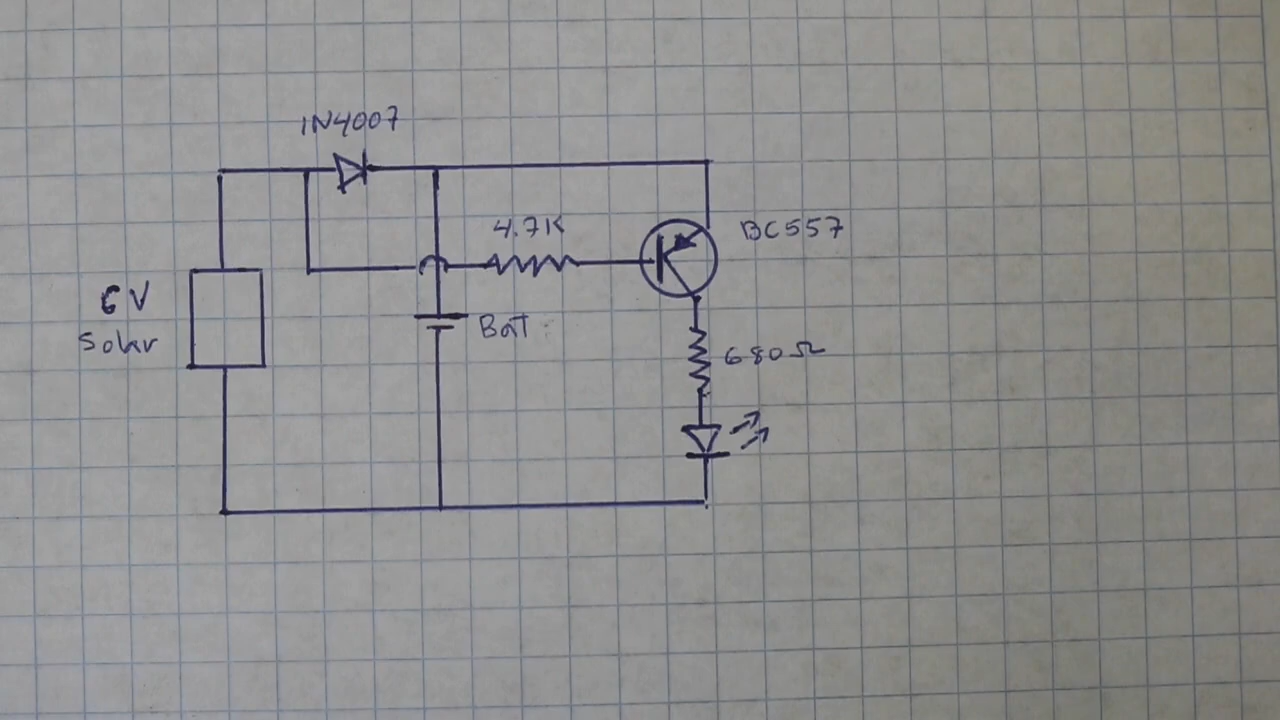 1N4007
4.7K
BC557
6V
Solar
Bat
680Ω